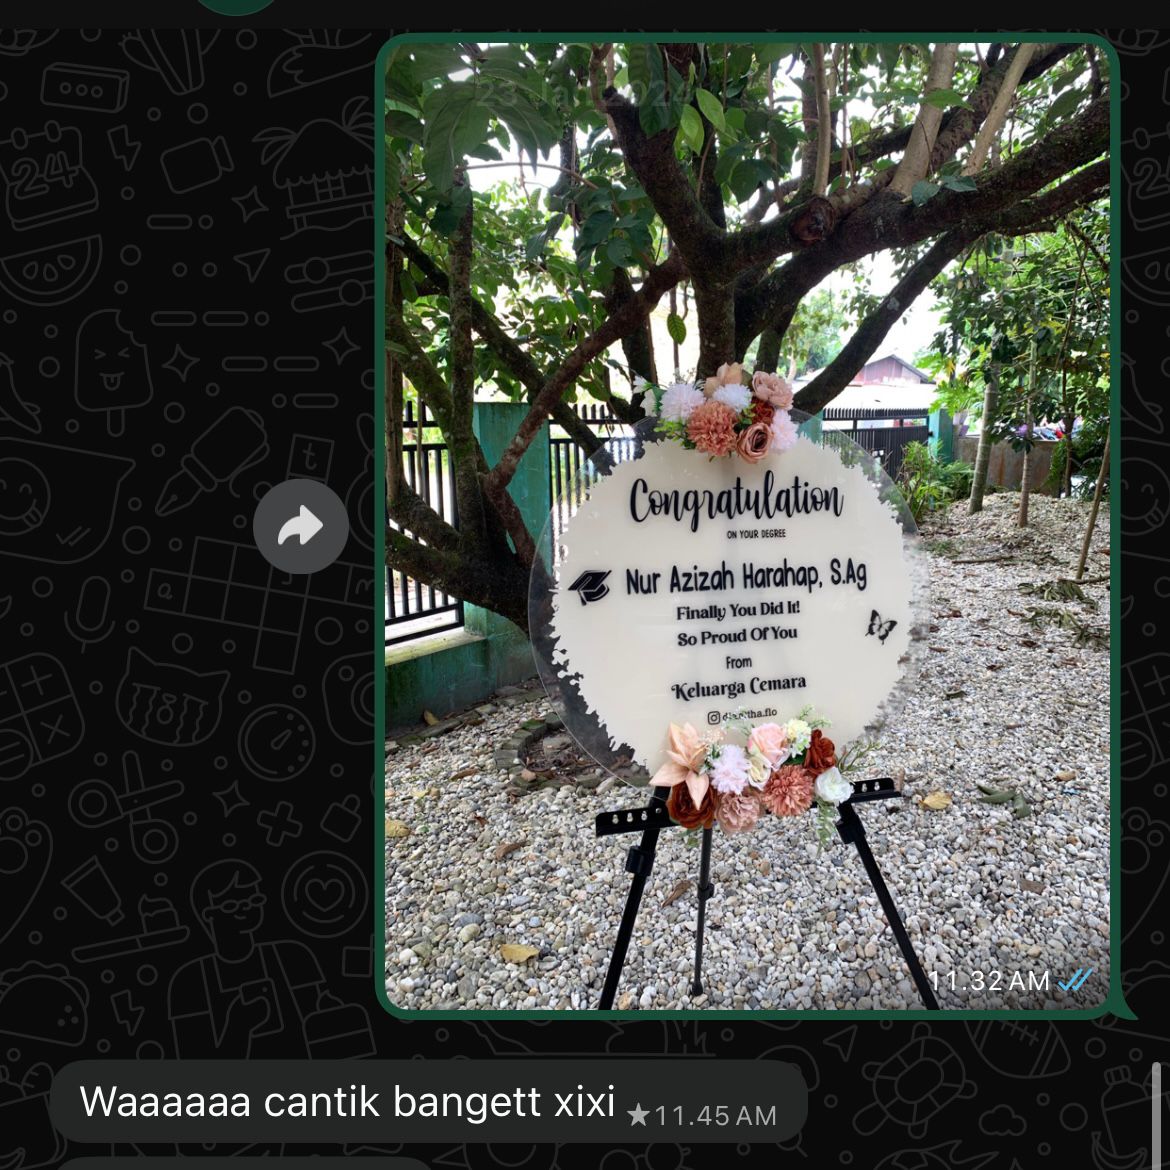 Congratulation
ON YOUR DEGREE
Nur Azizah Harahap, S.Ag
Finally You Did It!
So Proud Of You
From
Keluarga Cemara
11.32 AM
Waaaaaa cantik bangett xixi
11.45 AM